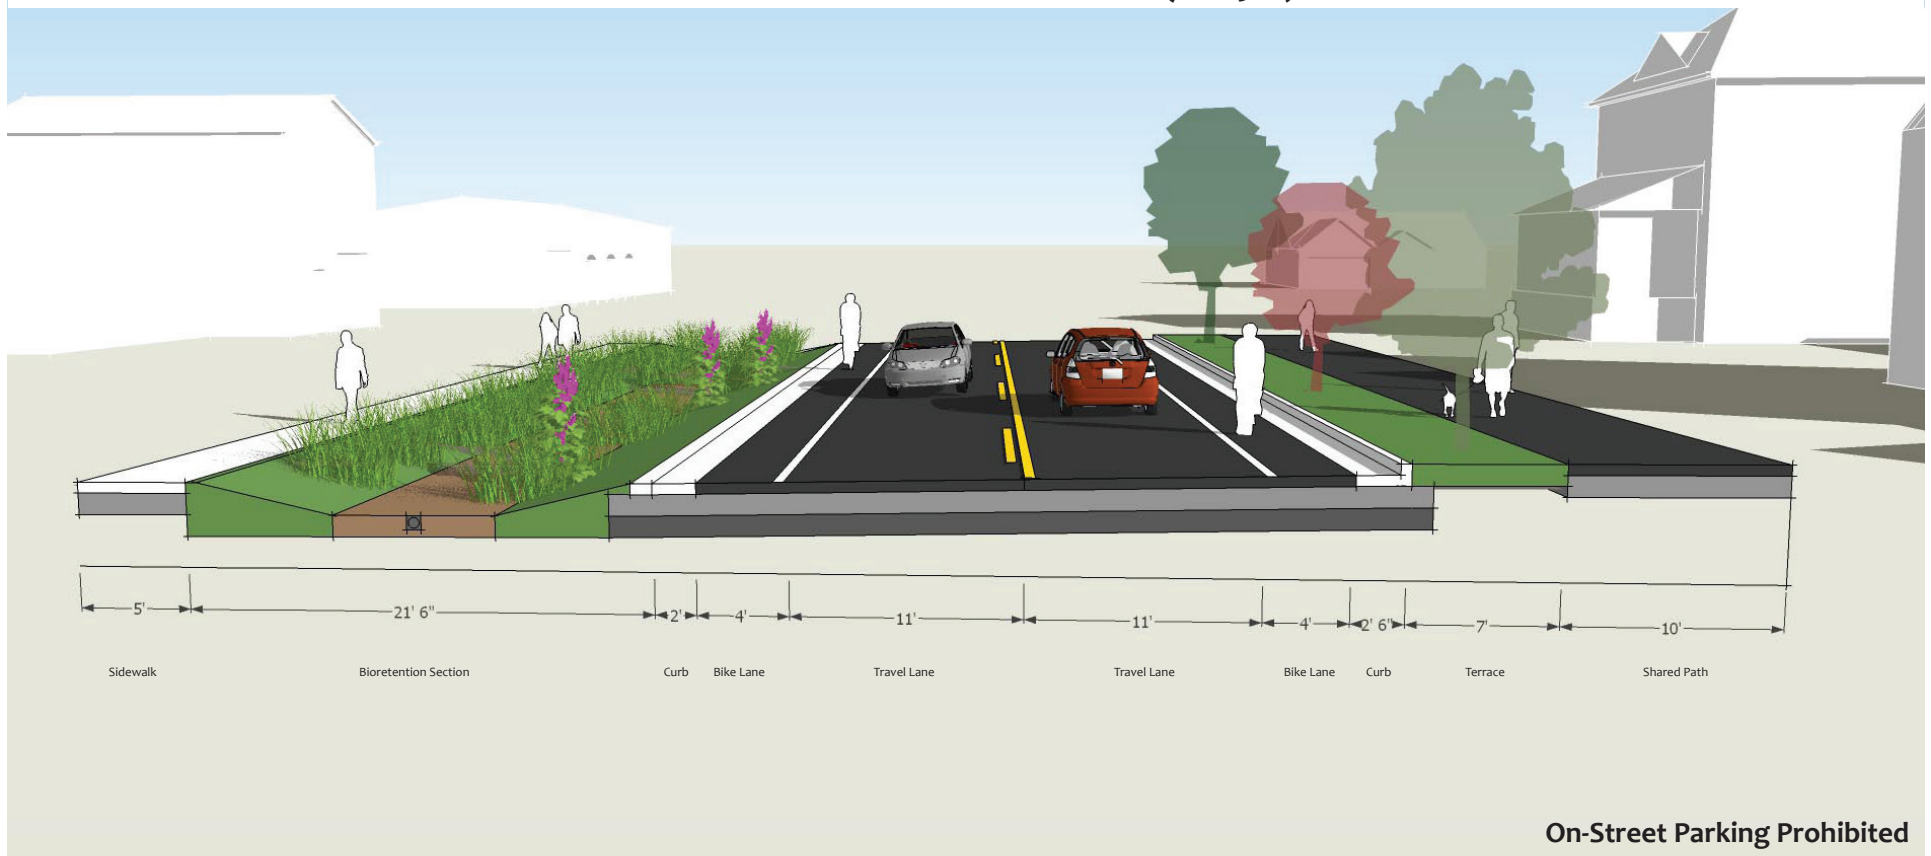 5' 21' 6" 2' 4' 11' 11' 4' 2' 6" 7' 10'
Sidewalk Bioretention Section Curb Bike Lane Travel Lane Travel Lane Bike Lane Curb Terrace Shared Path
On-Street Parking Prohibited